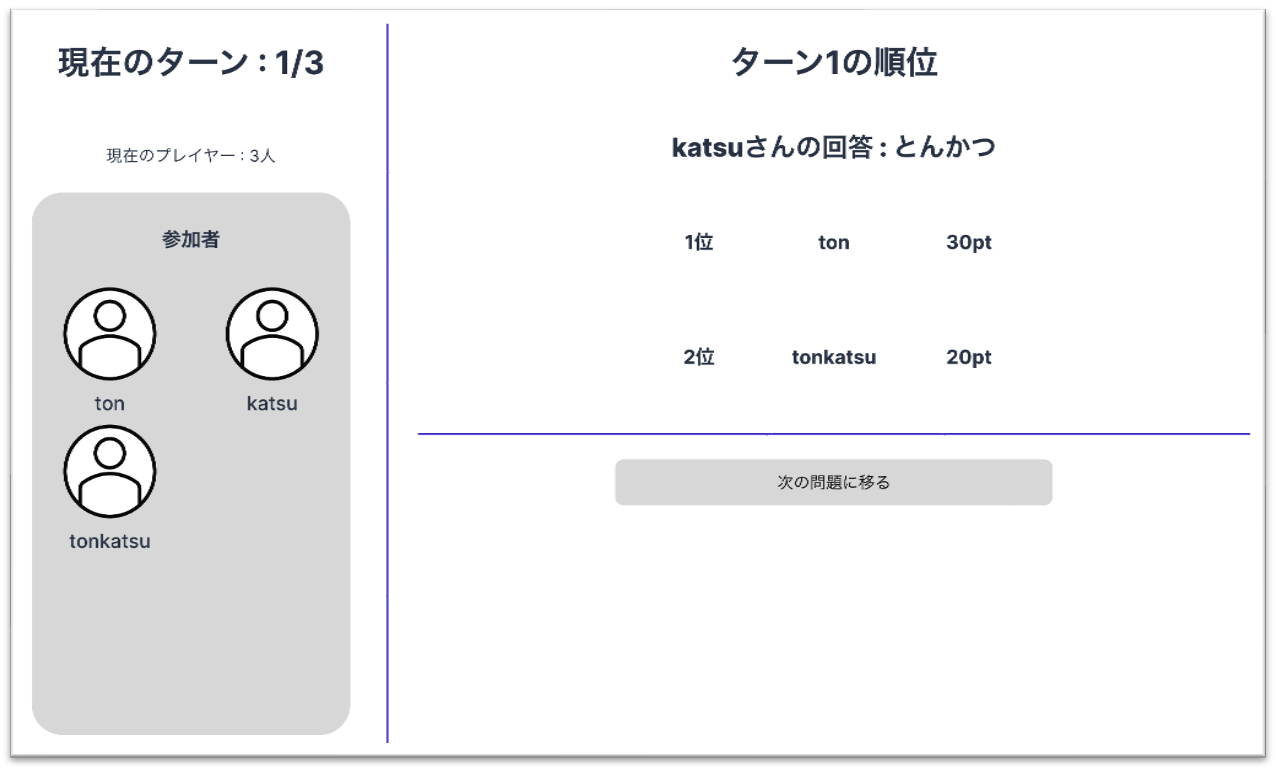 現在のターン : 1/3
現在のプレイヤー : 3人
参加者
ton katsu
tonkatsu
ターン1の順位
katsuさんの回答 : とんかつ
1位 ton 30pt
2位 tonkatsu 20pt
次の問題に移る